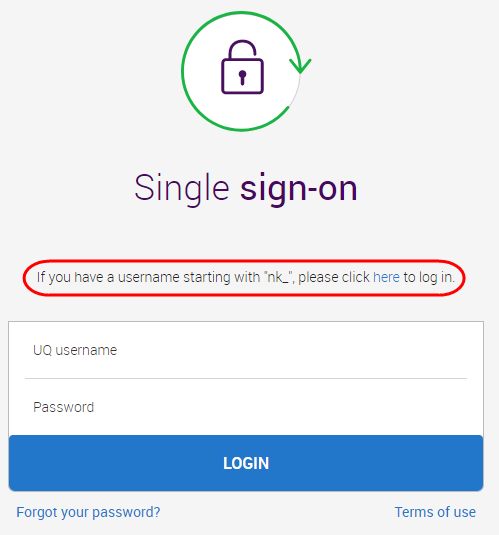 Single sign-on
If you have a username starting with "nk_", please click here to log in.
UQ username
Password
LOGIN
Forgot your password?
Terms of use